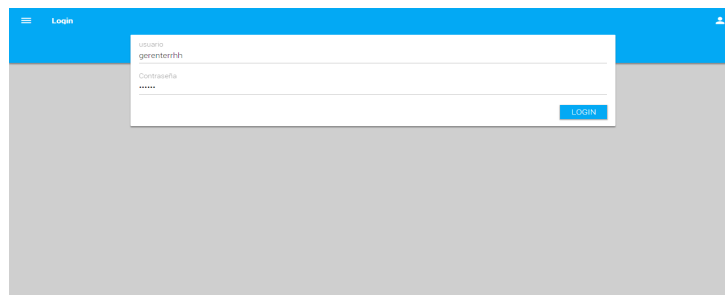 Login
usuario
gerenterrhh
Contraseña
••••••
LOGIN